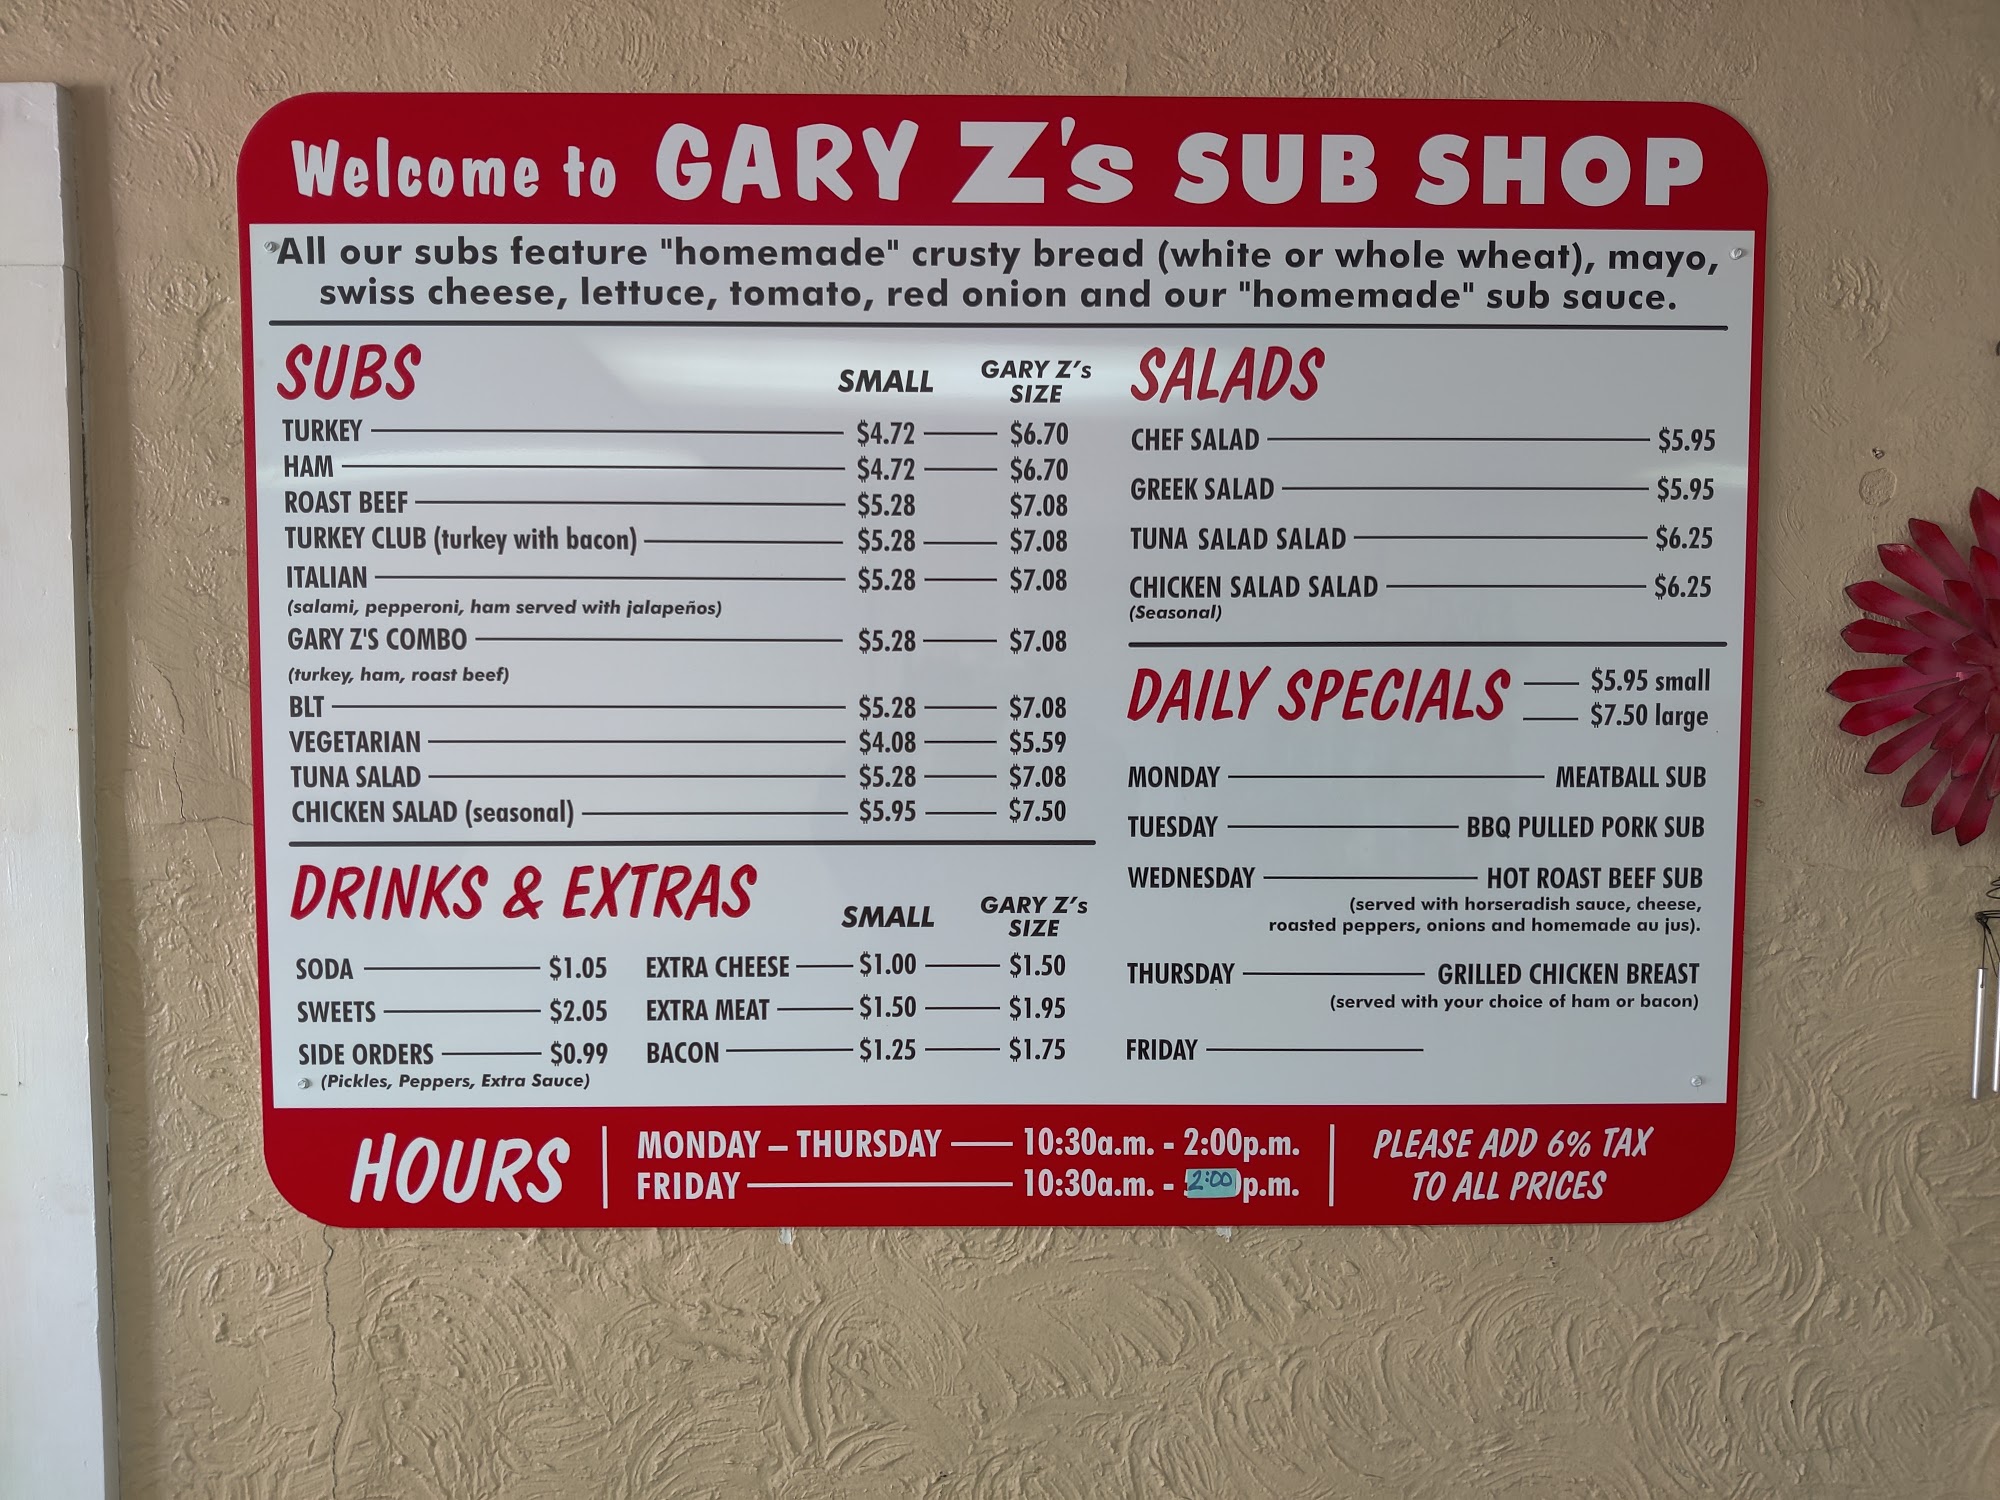 Welcome to GARY Z's SUB SHOP
All our subs feature "homemade" crusty bread (white or whole wheat), mayo,
swiss cheese, lettuce, tomato, red onion and our "homemade" sub sauce.
SUBS SMALL GARY Z's SIZE
TURKEY $4.72 $6.70
HAM $4.72 $6.70
ROAST BEEF $5.28 $7.08
TURKEY CLUB (turkey with bacon) $5.28 $7.08
ITALIAN $5.28 $7.08
(salami, pepperoni, ham served with jalapeños)
GARY Z'S COMBO $5.28 $7.08
(turkey, ham, roast beef)
BLT $5.28 $7.08
VEGETARIAN $4.08 $5.59
TUNA SALAD $5.28 $7.08
CHICKEN SALAD (seasonal) $5.95 $7.50
DRINKS & EXTRAS
SODA $1.05
SWEETS $2.05
SIDE ORDERS $0.99
(Pickles, Peppers, Extra Sauce)
SMALL GARY Z's SIZE
EXTRA CHEESE $1.00 $1.50
EXTRA MEAT $1.50 $1.95
BACON $1.25 $1.75
SALADS
CHEF SALAD $5.95
GREEK SALAD $5.95
TUNA SALAD SALAD $6.25
CHICKEN SALAD SALAD $6.25
(Seasonal)
DAILY SPECIALS $5.95 small
$7.50 large
MONDAY MEATBALL SUB
TUESDAY BBQ PULLED PORK SUB
WEDNESDAY HOT ROAST BEEF SUB
(served with horseradish sauce, cheese,
roasted peppers, onions and homemade au jus).
THURSDAY GRILLED CHICKEN BREAST
(served with your choice of ham or bacon)
FRIDAY
HOURS
MONDAY – THURSDAY 10:30a.m. - 2:00p.m.
FRIDAY 10:30a.m. - 2:00 p.m.
PLEASE ADD 6% TAX
TO ALL PRICES